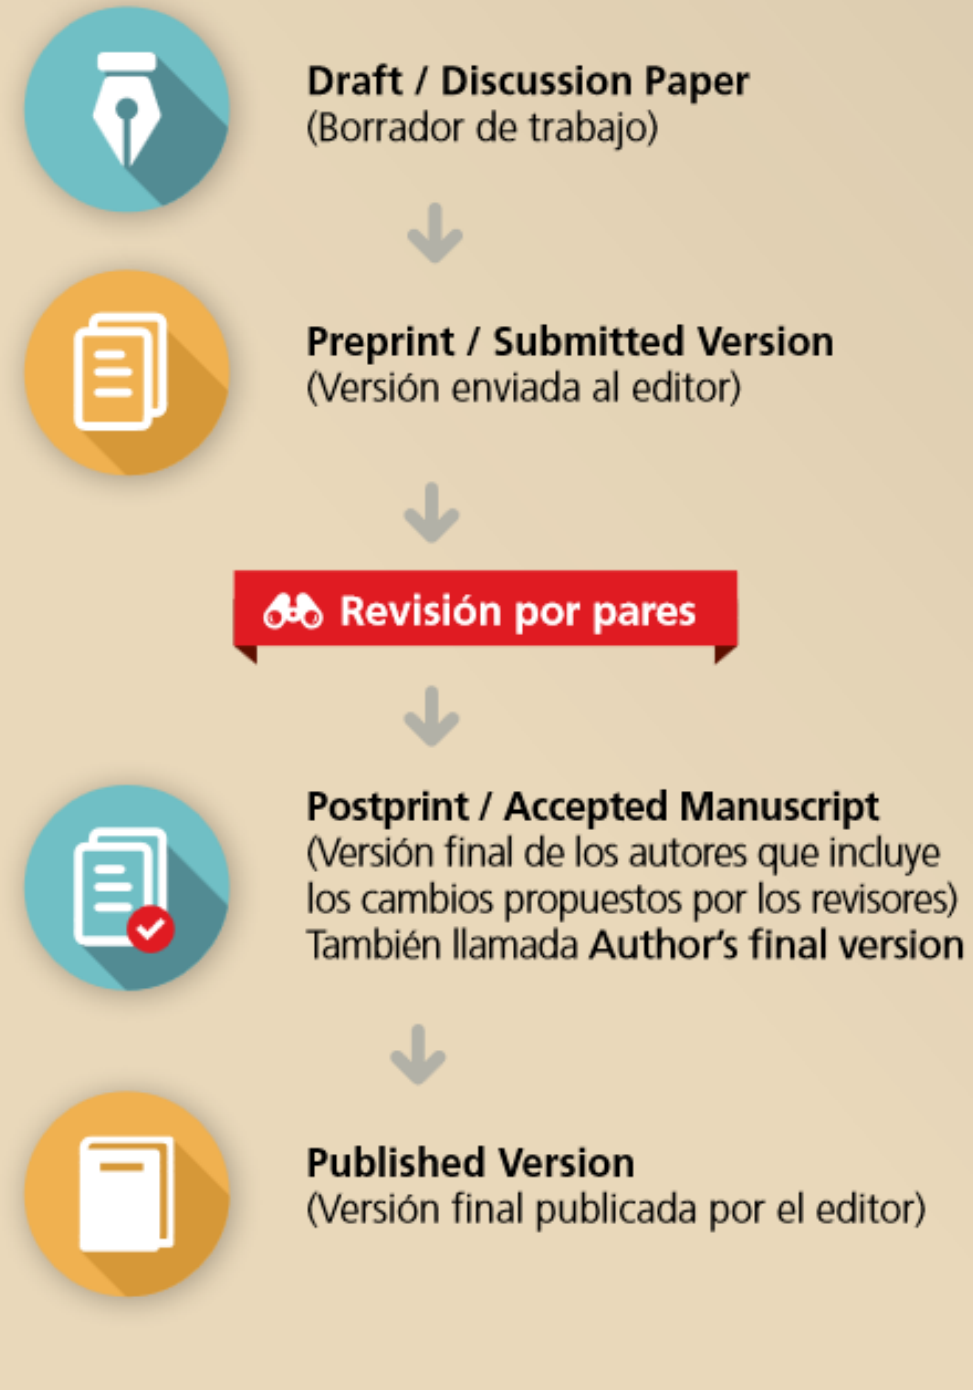 Draft / Discussion Paper
(Borrador de trabajo)
Preprint / Submitted Version
(Versión enviada al editor)
Revisión por pares
Postprint / Accepted Manuscript
(Versión final de los autores que incluye
los cambios propuestos por los revisores)
También llamada Author's final version
Published Version
(Versión final publicada por el editor)